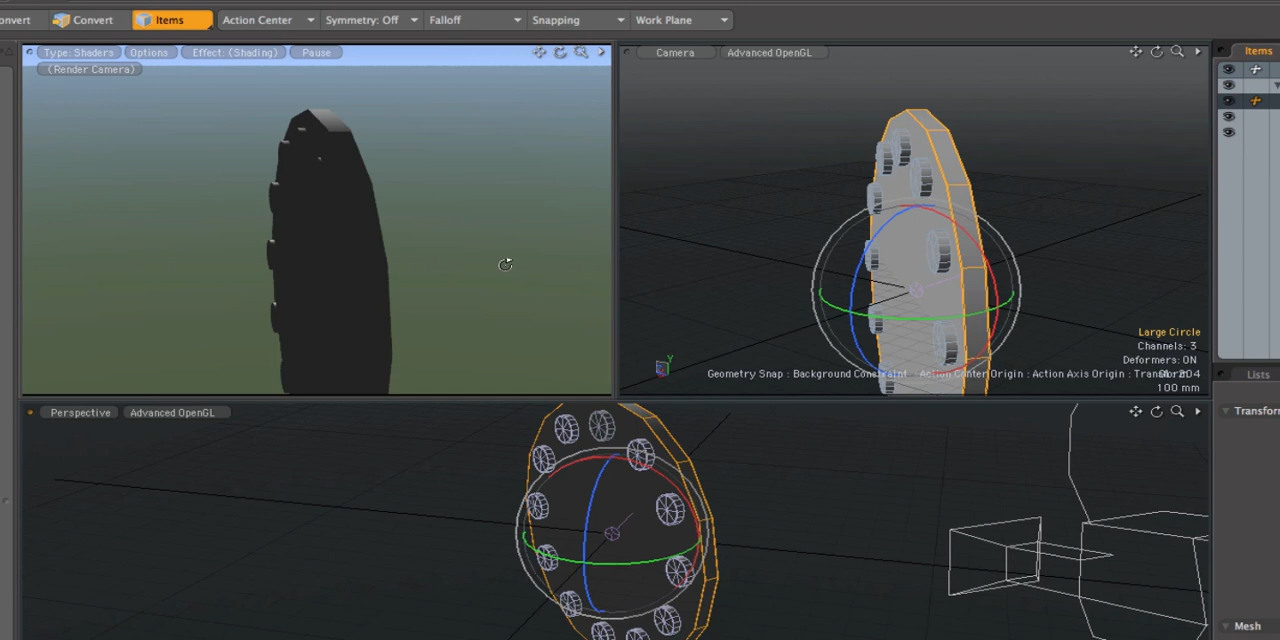 onvert Convert Items Action Center Symmetry: Off Falloff Snapping Work Plane
Type: Shaders Options Effect: (Shading) Pause
(Render Camera)
Camera Advanced OpenGL
Items
Y
Large Circle
Channels: 3
Deformers: ON
Geometry Snap : Background Constraint Action Center Origin : Action Axis Origin :
100 mm
Lists
Perspective Advanced OpenGL
Transfor
Mesh